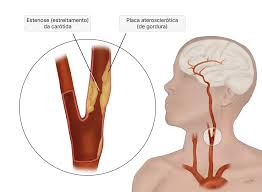 Estenose (estreitamento)
da carótida
Placa aterosclerótica
(de gordura)